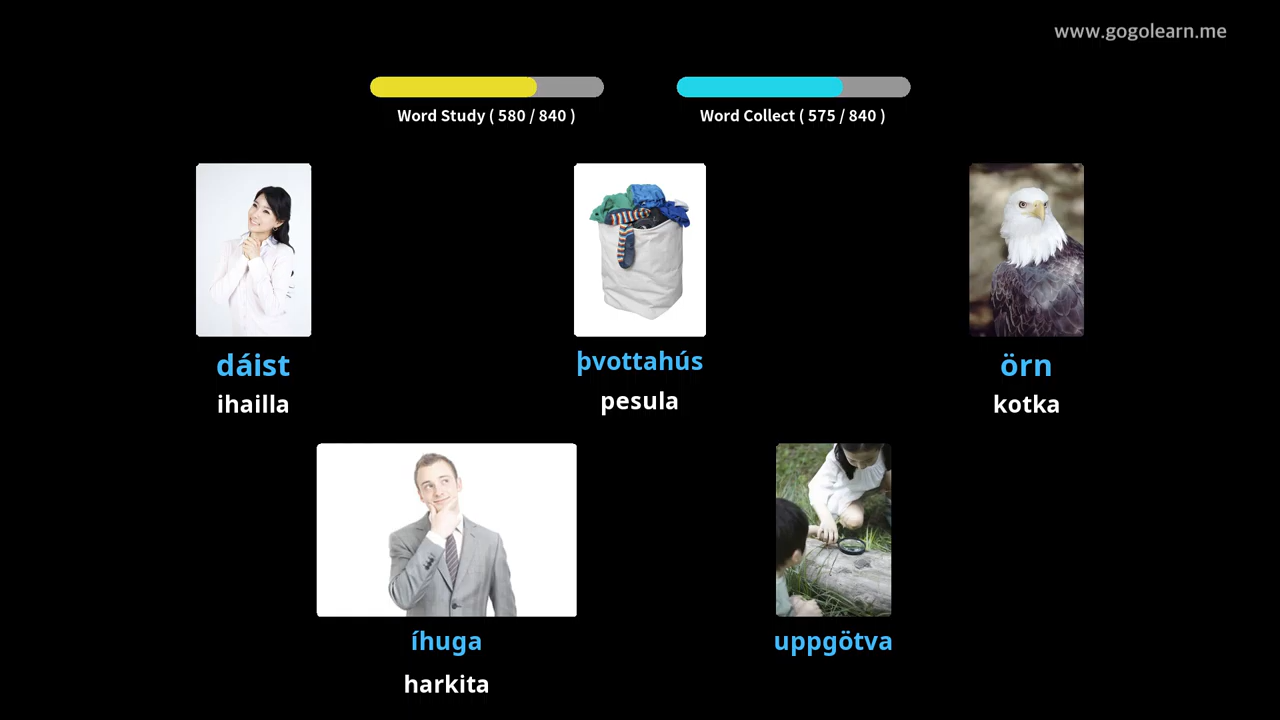 www.gogolearn.me
Word Study ( 580 / 840 )
Word Collect ( 575 / 840 )
dáist
ihailla
þvottahús
pesula
örn
kotka
íhuga
harkita
uppgötva